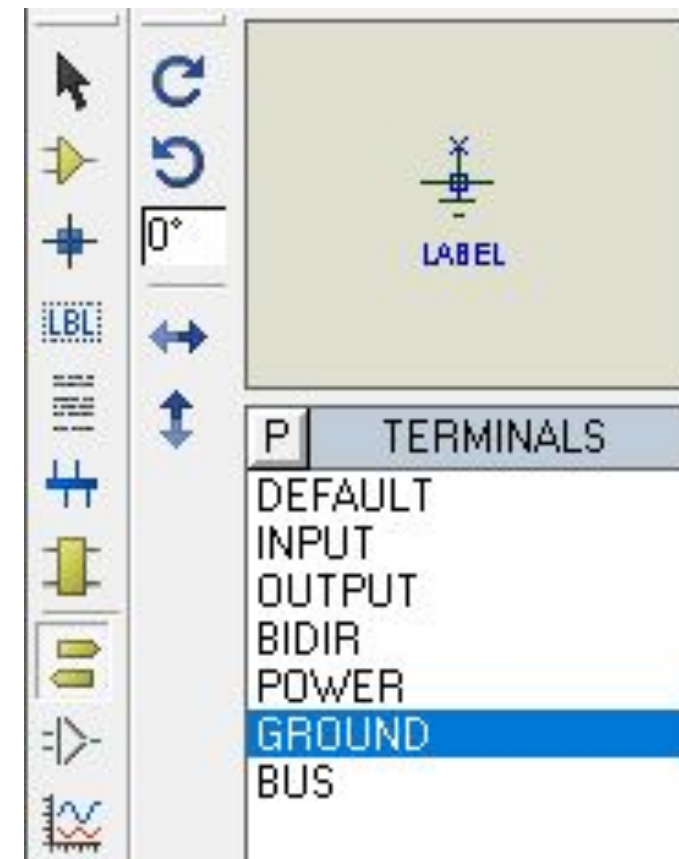 LBL
0°
LABEL
P TERMINALS
DEFAULT
INPUT
OUTPUT
BIDIR
POWER
GROUND
BUS